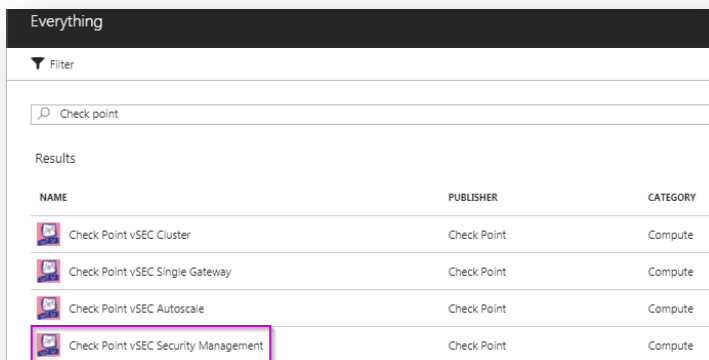 Everything
Filter
Check point
Results
NAME PUBLISHER CATEGORY
Check Point vSEC Cluster Check Point Compute
Check Point vSEC Single Gateway Check Point Compute
Check Point vSEC Autoscale Check Point Compute
Check Point vSEC Security Management Check Point Compute